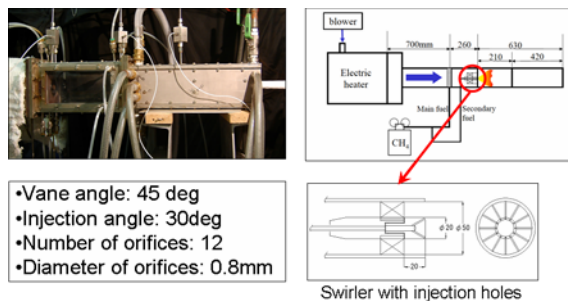 blower
700mm
260
630
210
420
Electric
heater
Main fuel
Secondary
fuel
CH4
•Vane angle: 45 deg
•Injection angle: 30deg
•Number of orifices: 12
•Diameter of orifices: 0.8mm
ϕ20
ϕ50
20
Swirler with injection holes